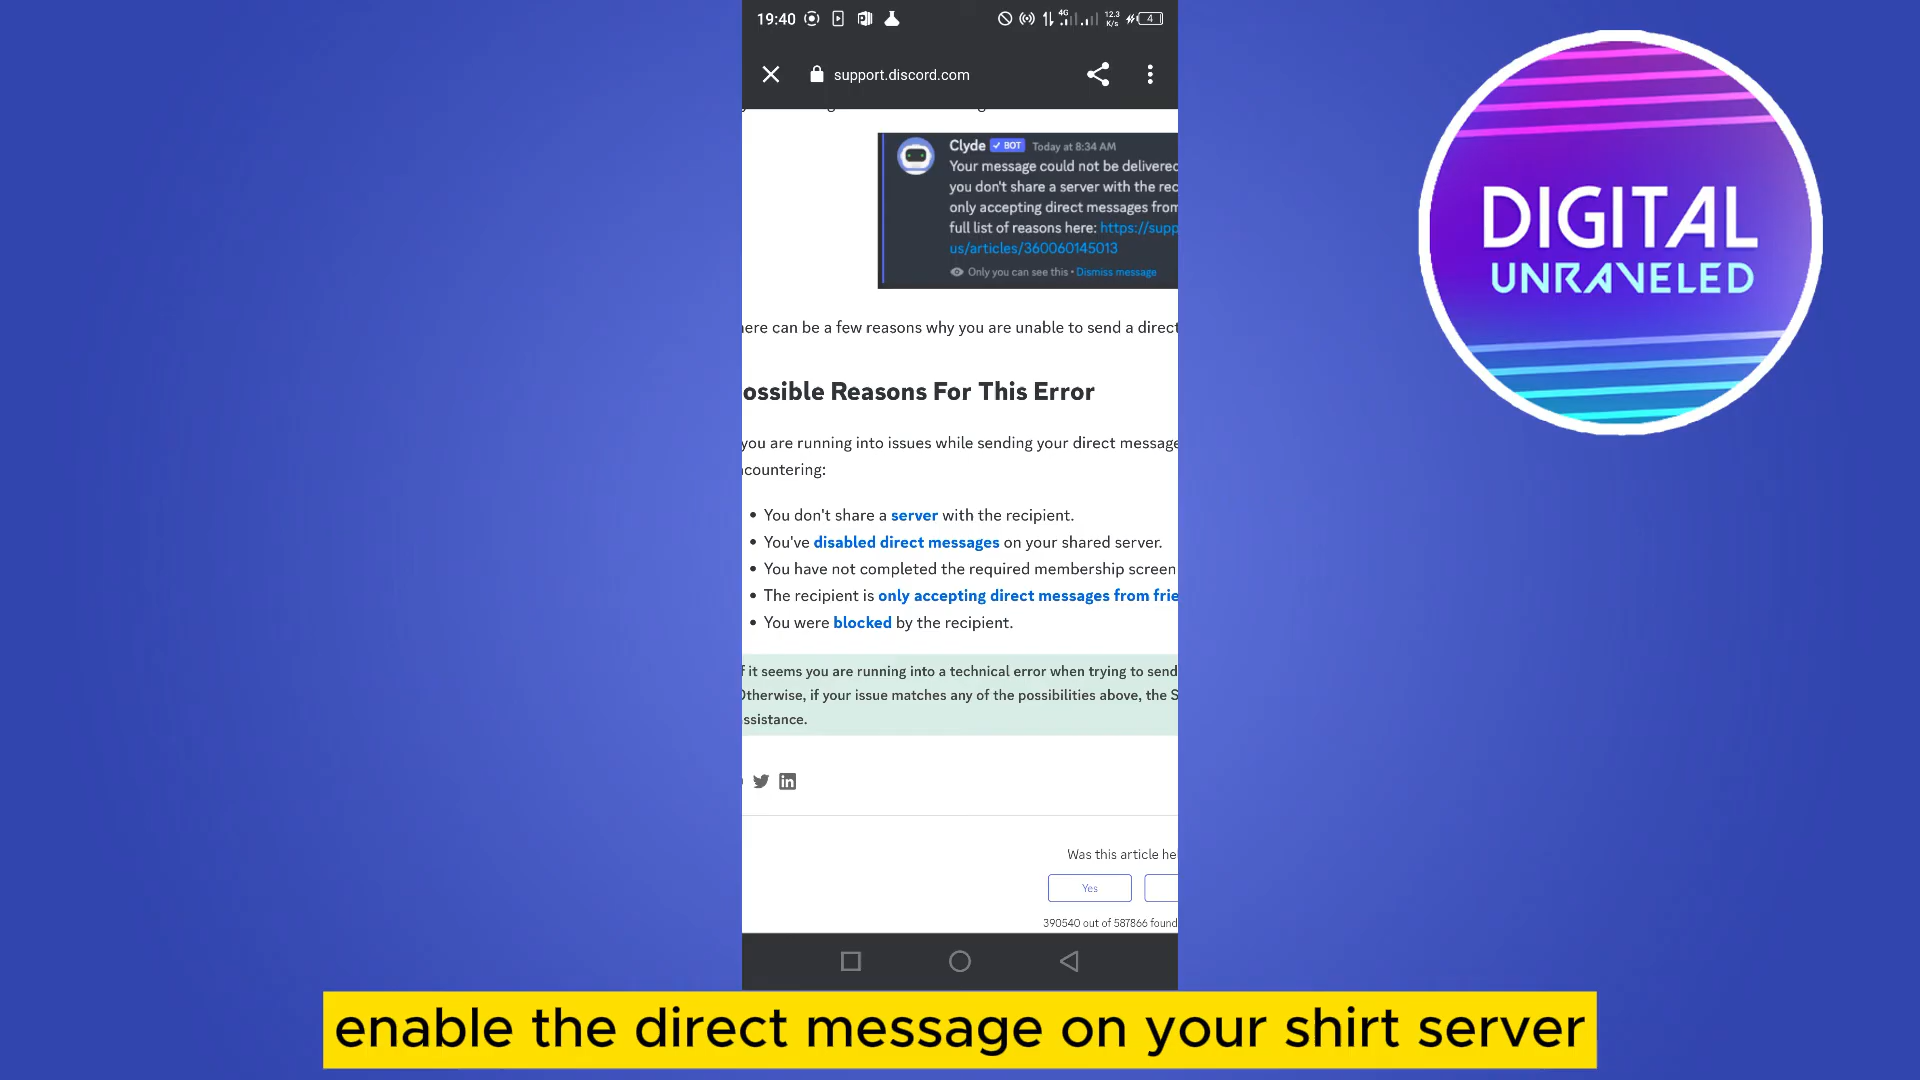 19:40
4G
12.3
K/s
4
support.discord.com
Clyde ✓ BOT Today at 8:34 AM
Your message could not be delivered
you don't share a server with the rec
only accepting direct messages from
full list of reasons here: https://supp
us/articles/360060145013
Only you can see this • Dismiss message
ere can be a few reasons why you are unable to send a direct
ossible Reasons For This Error
you are running into issues while sending your direct message
countering:
• You don't share a server with the recipient.
• You've disabled direct messages on your shared server.
• You have not completed the required membership screen
• The recipient is only accepting direct messages from frie
• You were blocked by the recipient.
f it seems you are running into a technical error when trying to send
Otherwise, if your issue matches any of the possibilities above, the S
ssistance.
Was this article hel
Yes
390540 out of 587866 found
DIGITAL
UNRAVELED
enable the direct message on your shirt server